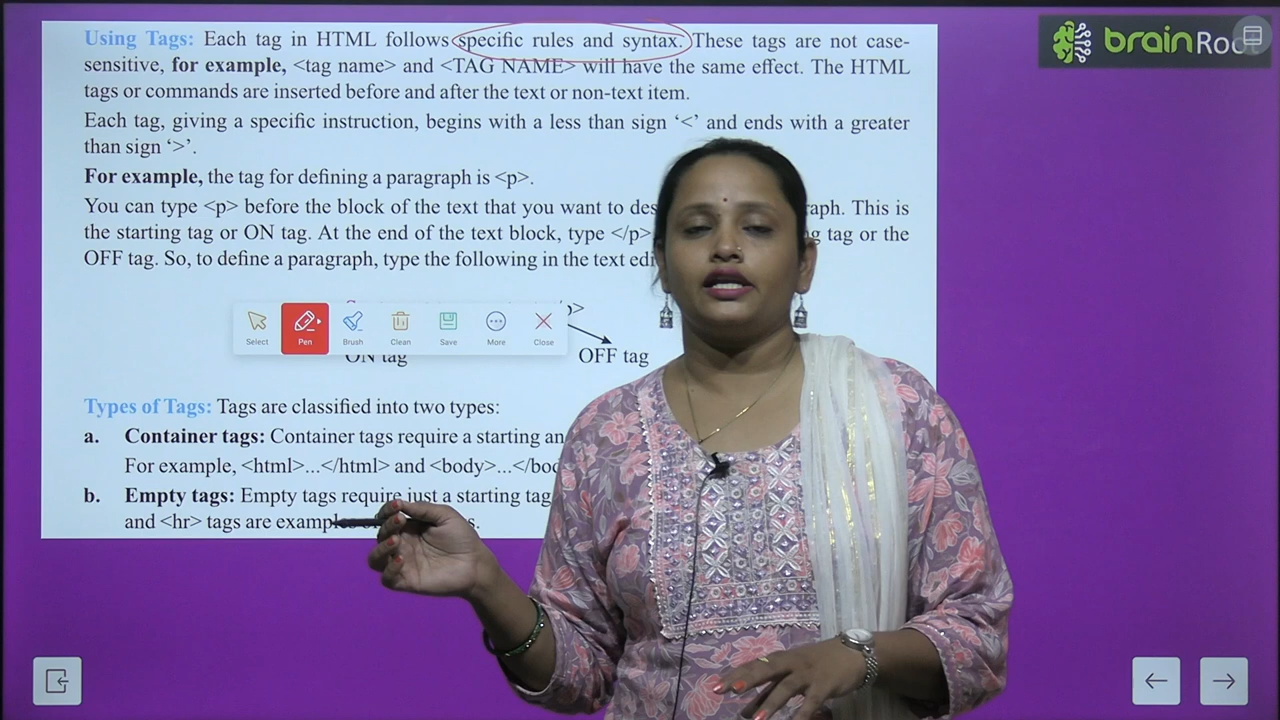 Using Tags: Each tag in HTML follows specific rules and syntax. These tags are not case-
sensitive, for example, <tag name> and <TAG NAME> will have the same effect. The HTML
tags or commands are inserted before and after the text or non-text item.
Each tag, giving a specific instruction, begins with a less than sign ‘<’ and ends with a greater
than sign ‘>’.
For example, the tag for defining a paragraph is <p>.
You can type <p> before the block of the text that you want to This is
the starting tag or ON tag. At the end of the text block, type </p> tag or the
OFF tag. So, to define a paragraph, type the following in the text
ON tag OFF tag
Select Pen Brush Clean Save More Close
Types of Tags: Tags are classified into two types:
a. Container tags: Container tags require a starting
For example, <html>...</html> and <body>...
b. Empty tags: Empty tags require just a starting tag
and <hr> tags are
brain